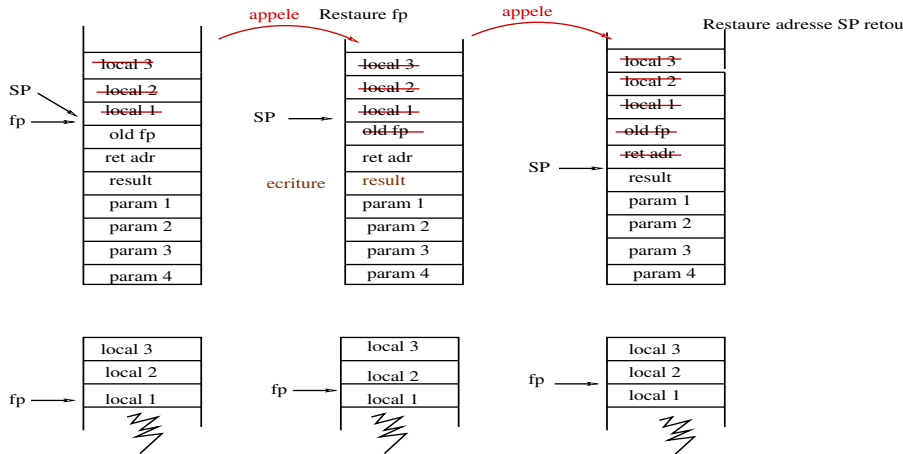 appele
Restaure fp
appele
Restaure adresse SP retou
local 3
local 2
local 1
old fp
ret adr
result
param 1
param 2
param 3
param 4
SP
fp
local 3
local 2
local 1
old fp
ret adr
result
param 1
param 2
param 3
param 4
SP
ecriture
local 3
local 2
local 1
old fp
ret adr
result
param 1
param 2
param 3
param 4
SP
local 3
local 2
local 1
fp
local 3
local 2
local 1
fp
local 3
local 2
local 1
fp